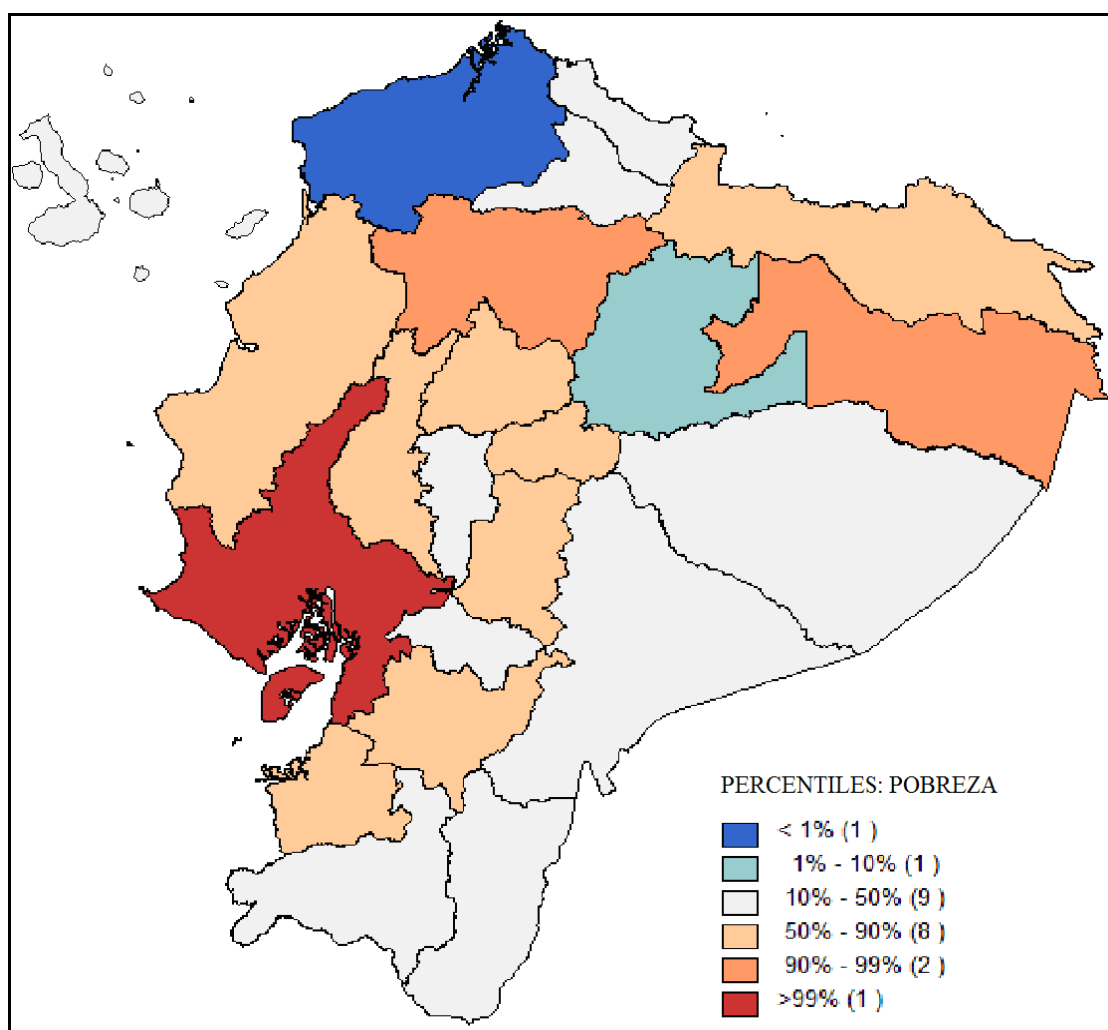 PERCENTILES: POBREZA
< 1% (1 )
1% - 10% (1 )
10% - 50% (9 )
50% - 90% (8 )
90% - 99% (2 )
>99% (1 )